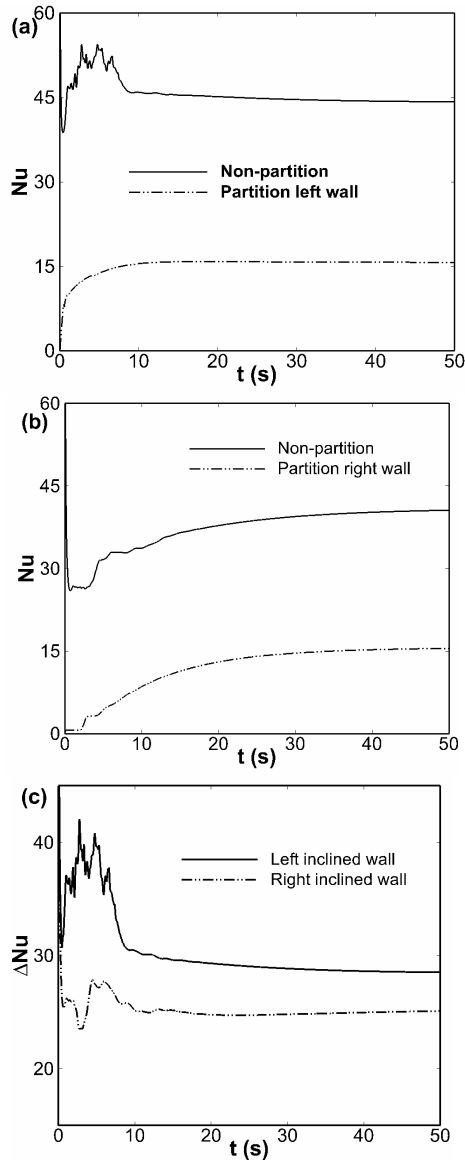 (a)
60
45
30
15
0
Nu
Non-partition
Partition left wall
0 10 20 30 40 50
t (s)
(b)
60
45
30
15
0
Nu
Non-partition
Partition right wall
0 10 20 30 40 50
t (s)
(c)
40
30
20
ΔNu
Left inclined wall
Right inclined wall
0 10 20 30 40 50
t (s)